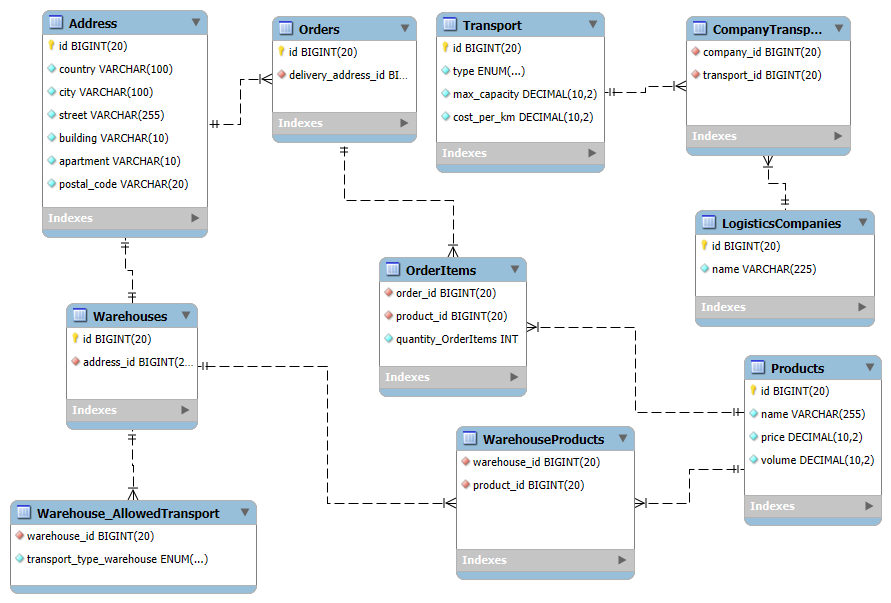 Address
id BIGINT(20)
country VARCHAR(100)
city VARCHAR(100)
street VARCHAR(255)
building VARCHAR(10)
apartment VARCHAR(10)
postal_code VARCHAR(20)
Indexes
Orders
id BIGINT(20)
delivery_address_id BI...
Indexes
Transport
id BIGINT(20)
type ENUM(...)
max_capacity DECIMAL(10,2)
cost_per_km DECIMAL(10,2)
Indexes
CompanyTransp...
company_id BIGINT(20)
transport_id BIGINT(20)
Indexes
LogisticsCompanies
id BIGINT(20)
name VARCHAR(225)
Indexes
OrderItems
order_id BIGINT(20)
product_id BIGINT(20)
quantity_OrderItems INT
Indexes
Warehouses
id BIGINT(20)
address_id BIGINT(2...
Indexes
Products
id BIGINT(20)
name VARCHAR(255)
price DECIMAL(10,2)
volume DECIMAL(10,2)
Indexes
WarehouseProducts
warehouse_id BIGINT(20)
product_id BIGINT(20)
Indexes
Warehouse_AllowedTransport
warehouse_id BIGINT(20)
transport_type_warehouse ENUM(...)